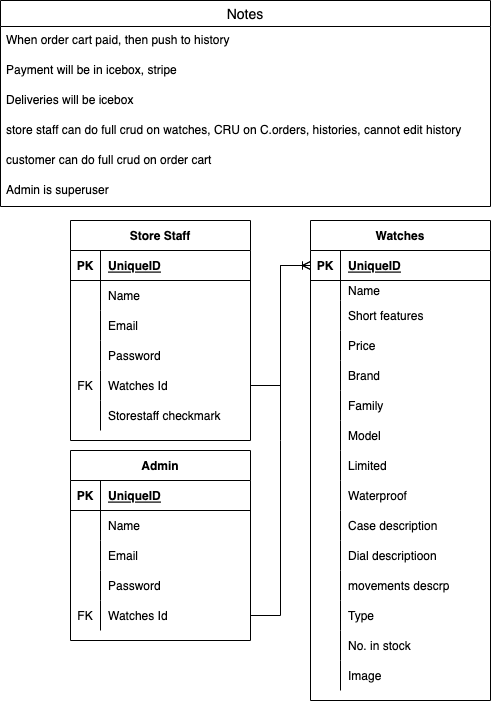 Notes
When order cart paid, then push to history
Payment will be in icebox, stripe
Deliveries will be icebox
store staff can do full crud on watches, CRU on C.orders, histories, cannot edit history
customer can do full crud on order cart
Admin is superuser
Store Staff
PK UniqueID
Name
Email
Password
FK Watches Id
Storestaff checkmark
Admin
PK UniqueID
Name
Email
Password
FK Watches Id
Watches
PK UniqueID
Name
Short features
Price
Brand
Family
Model
Limited
Waterproof
Case description
Dial descriptioon
movements descrp
Type
No. in stock
Image